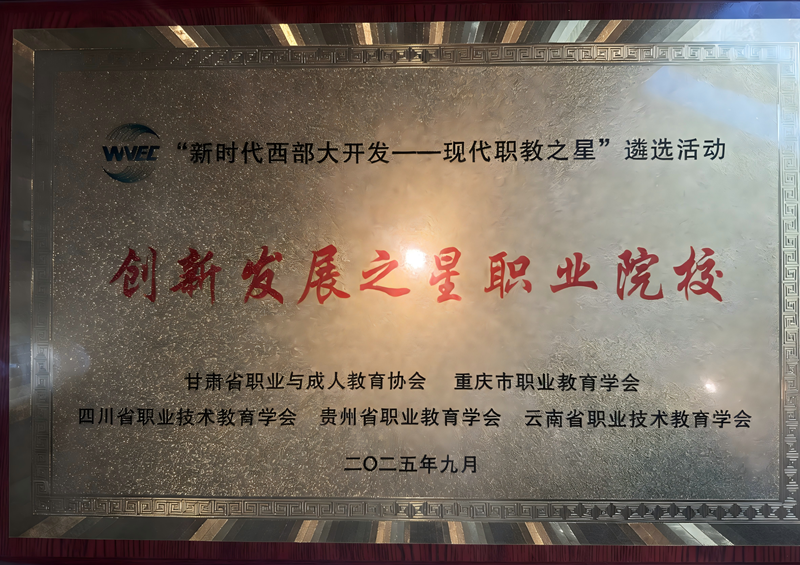 WVEC “新时代西部大开发——现代职教之星”遴选活动
创新发展之星职业院校
甘肃省职业与成人教育协会 重庆市职业教育学会
四川省职业技术教育学会 贵州省职业教育学会 云南省职业技术教育学会
二〇二五年九月